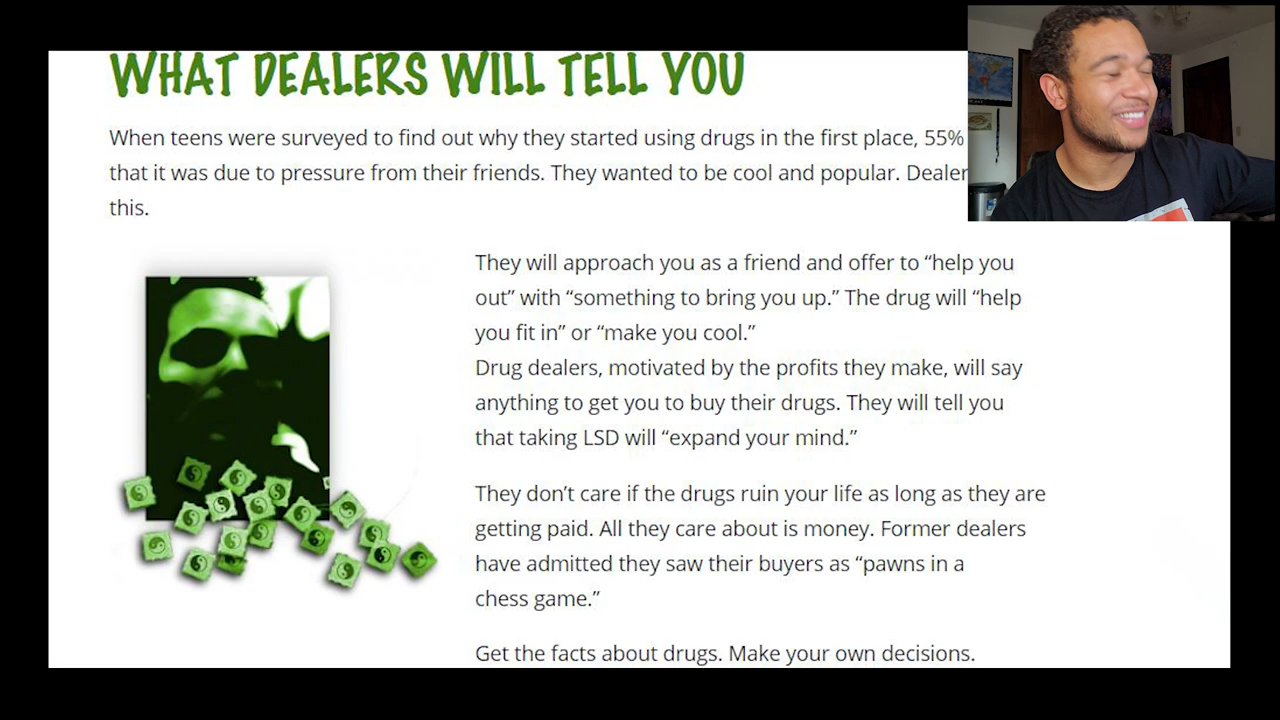 WHAT DEALERS WILL TELL YOU
When teens were surveyed to find out why they started using drugs in the first place, 55%
that it was due to pressure from their friends. They wanted to be cool and popular. Dealer
this.
They will approach you as a friend and offer to “help you
out” with “something to bring you up.” The drug will “help
you fit in” or “make you cool.”
Drug dealers, motivated by the profits they make, will say
anything to get you to buy their drugs. They will tell you
that taking LSD will “expand your mind.”
They don’t care if the drugs ruin your life as long as they are
getting paid. All they care about is money. Former dealers
have admitted they saw their buyers as “pawns in a
chess game.”
Get the facts about drugs. Make your own decisions.